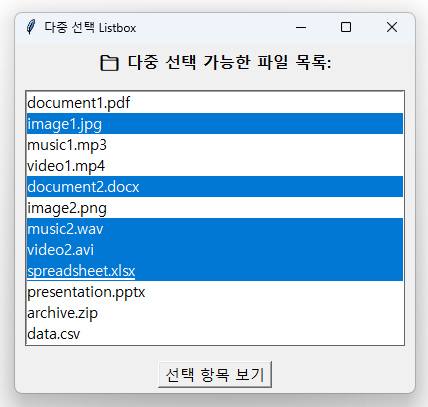 다중 선택 Listbox
다중 선택 가능한 파일 목록:
document1.pdf
image1.jpg
music1.mp3
video1.mp4
document2.docx
image2.png
music2.wav
video2.avi
spreadsheet.xlsx
presentation.pptx
archive.zip
data.csv
선택 항목 보기